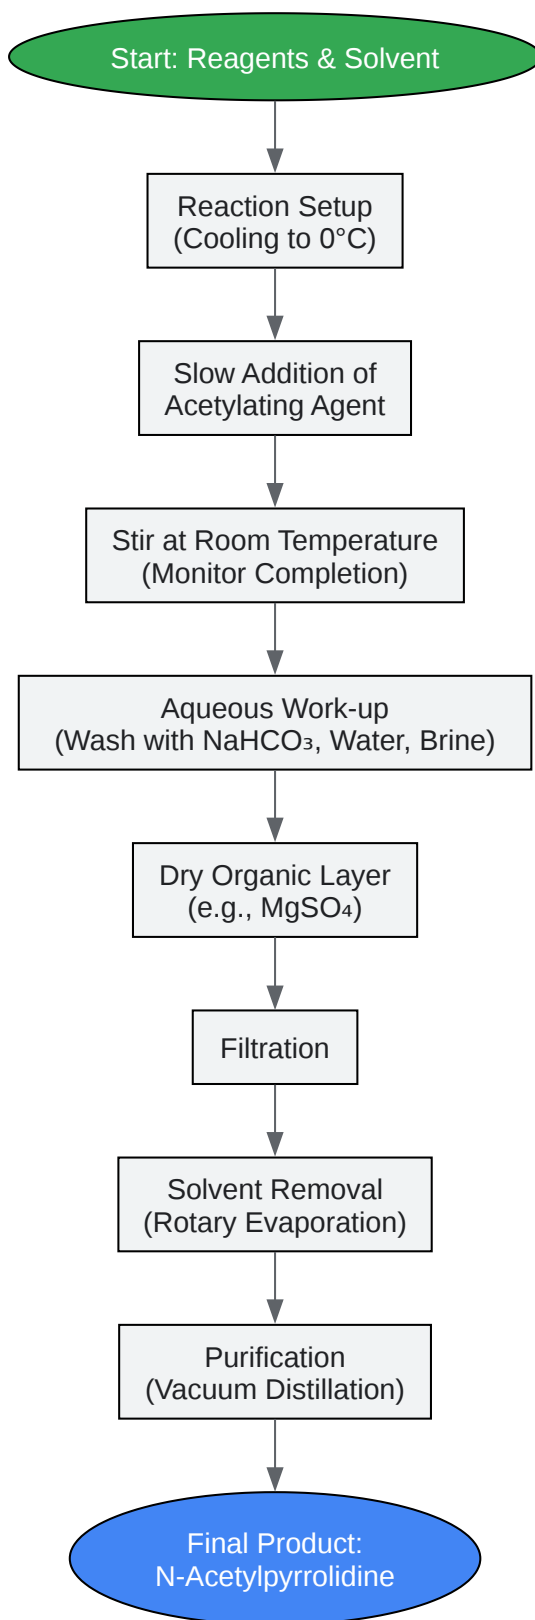 Start: Reagents & Solvent
Reaction Setup
(Cooling to 0°C)
Slow Addition of
Acetylating Agent
Stir at Room Temperature
(Monitor Completion)
Aqueous Work-up
(Wash with NaHCO₃, Water, Brine)
Dry Organic Layer
(e.g., MgSO₄)
Filtration
Solvent Removal
(Rotary Evaporation)
Purification
(Vacuum Distillation)
Final Product:
N-Acetylpyrrolidine